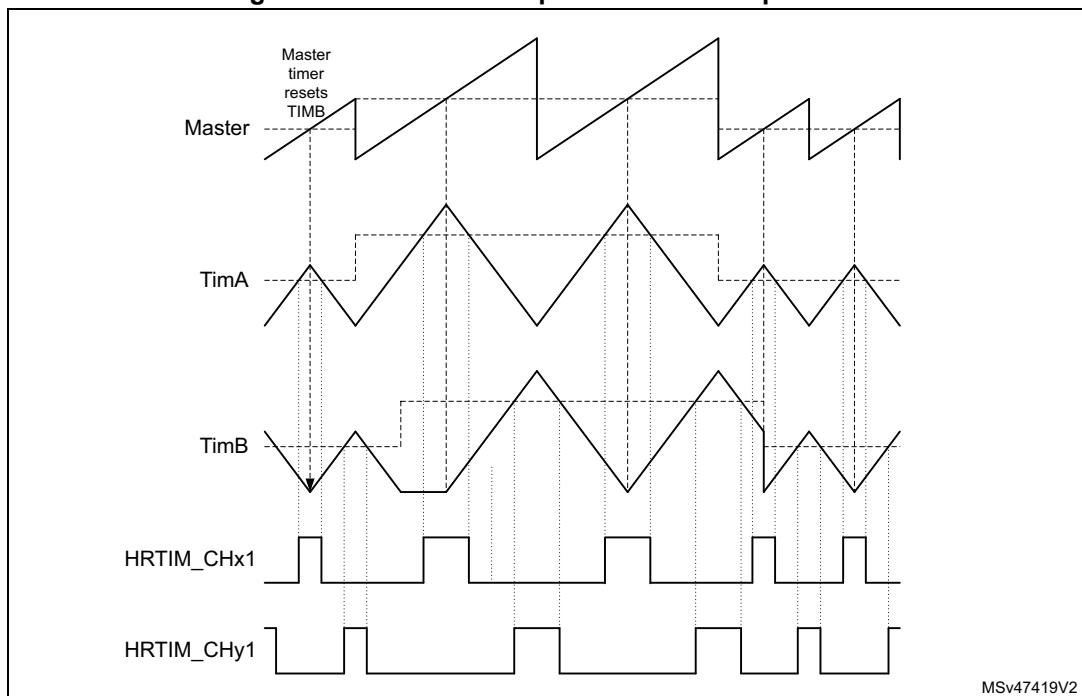 Master
timer
resets
TIMB
Master
TimA
TimB
HRTIM_CHx1
HRTIM_CHy1
MSv47419V2